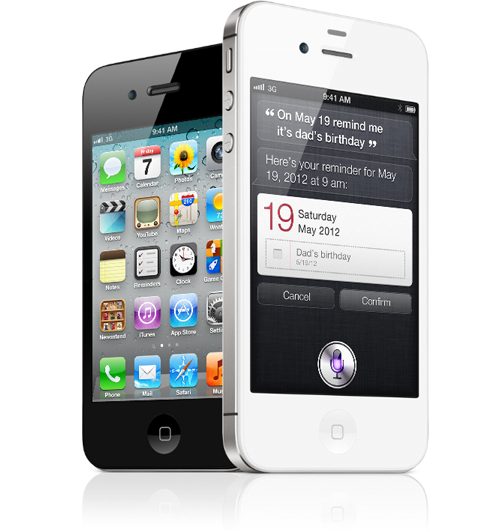 3G 9:41 AM
TUESDAY
7
Messages Calendar Photos
Videos YouTube Maps
Notes Reminders Clock
Newsstand iTunes App Store
Phone Mail Safari
3G 9:41 AM
“ On May 19 remind me
it's dad's birthday ”
Here's your reminder for May
19, 2012 at 9 am:
19 Saturday
May 2012
Dad's birthday
5/19/12
Cancel Confirm